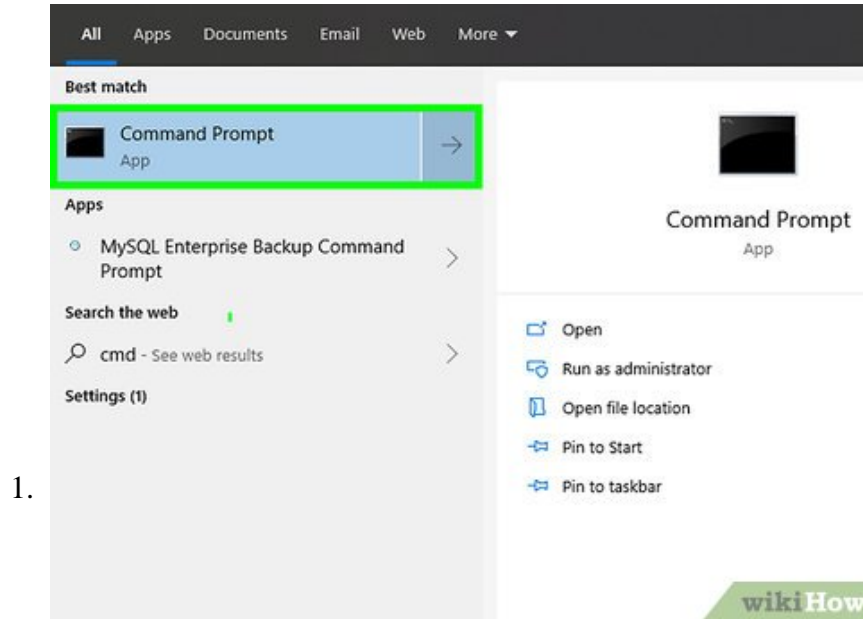 All Apps Documents Email Web More
Best match
Command Prompt
App
Apps
MySQL Enterprise Backup Command
Prompt
Search the web
cmd - See web results
Settings (1)
Command Prompt
App
Open
Run as administrator
Open file location
Pin to Start
Pin to taskbar
1.
wikiHow